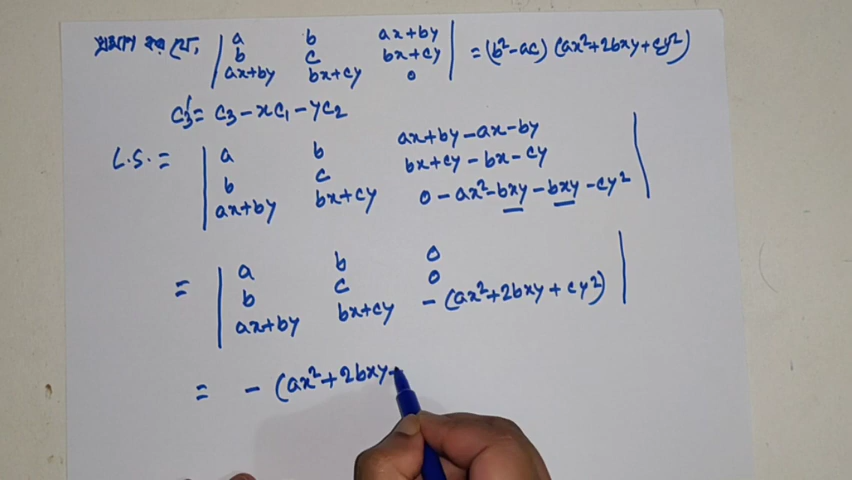 প্রমাণ কর যে, | a b ax+by | = (b²-ac) (ax²+2bxy+cy²)
b c bx+cy
ax+by bx+cy 0
c₃′ = c₃ - xc₁ - yc₂
L.S. = | a b ax+by-ax-by |
b c bx+cy-bx-cy
ax+by bx+cy 0-ax²-bxy-bxy-cy²
= | a b 0 |
b c 0
ax+by bx+cy -(ax²+2bxy+cy²)
= - (ax²+2bxy+